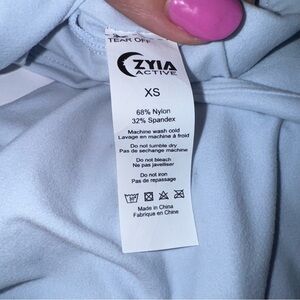 TEAR OFF
ZYIA
ACTIVE
XS
68% Nylon
32% Spandex
Machine wash cold
Lavage en machine à froid
Do not tumble dry
Pas de sechange machine
Do not bleach
Ne pas javelliser
Do not iron
Pas de repassage
Made in China
Fabrique en Chine